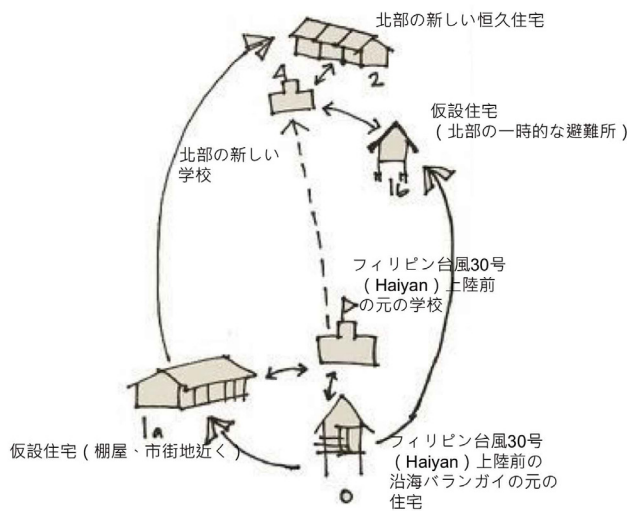 北部の新しい恒久住宅
2
仮設住宅
（北部の一時的な避難所）
北部の新しい
学校
1b
フィリピン台風30号
（Haiyan）上陸前
の元の学校
1a
仮設住宅（棚屋、市街地近く）
フィリピン台風30号
（Haiyan）上陸前の
沿海バランガイの元の
住宅
0